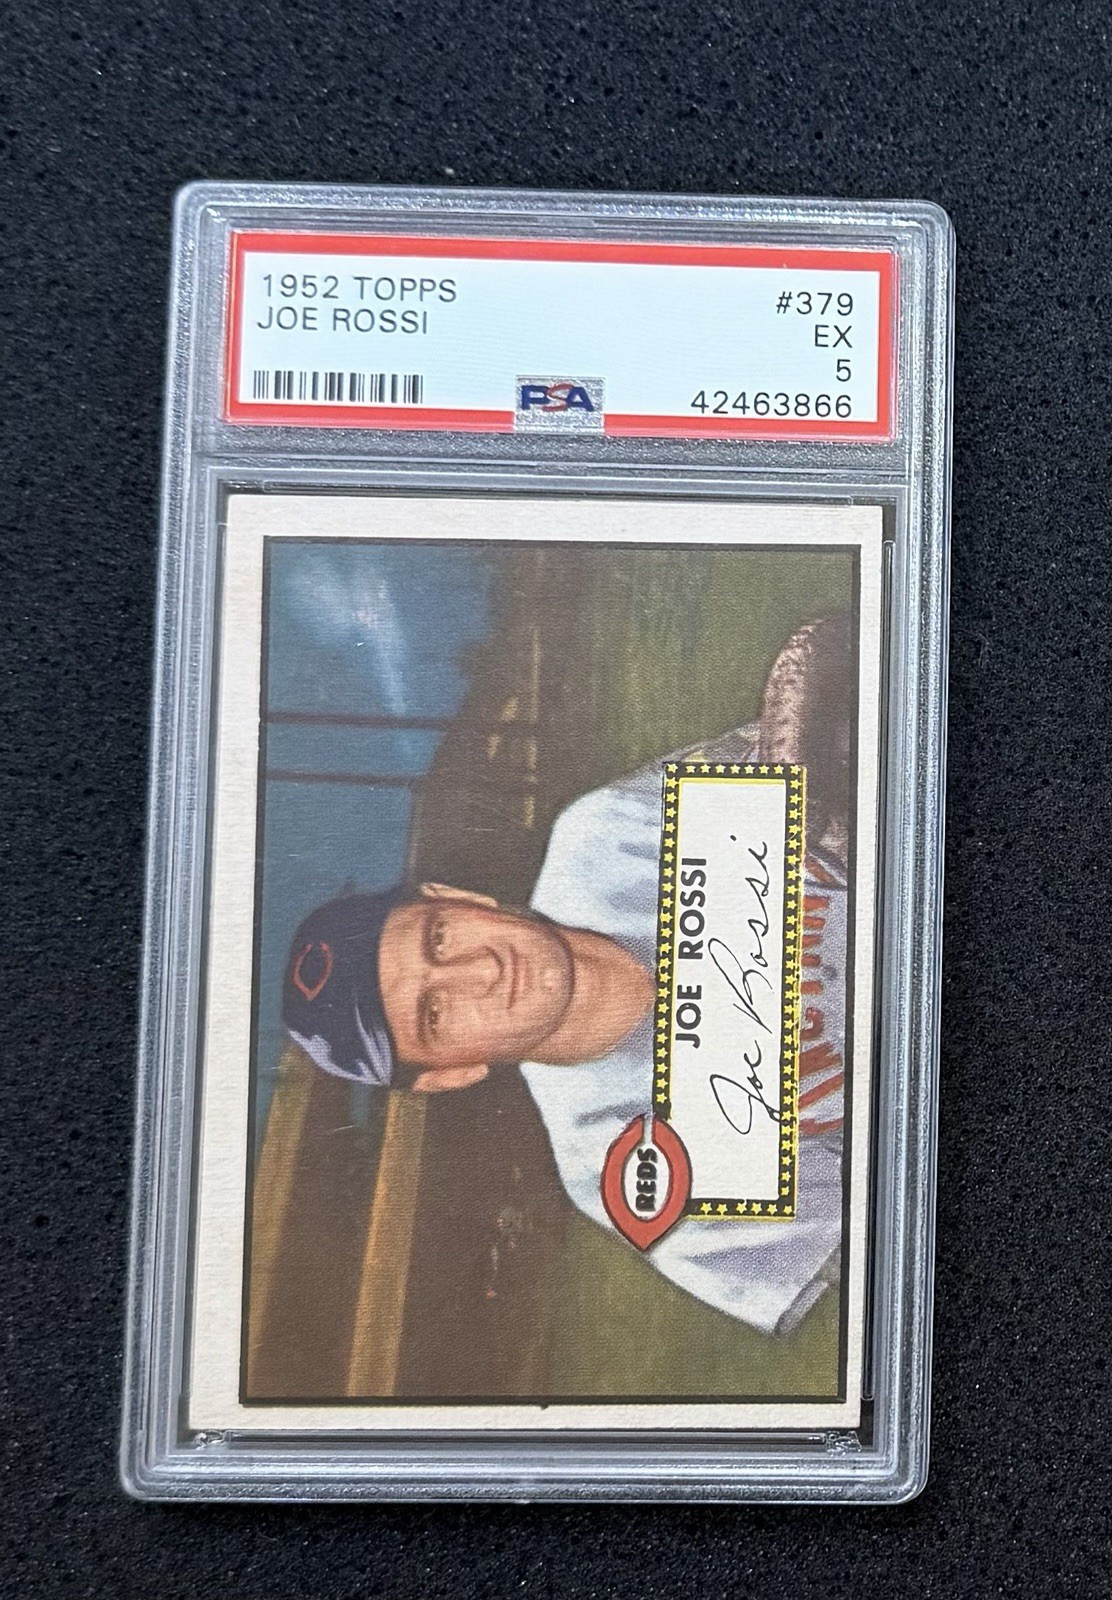 1952 TOPPS
JOE ROSSI
#379
EX
5
PSA
42463866
C
JOE ROSSI
Joe Rossi
REDS